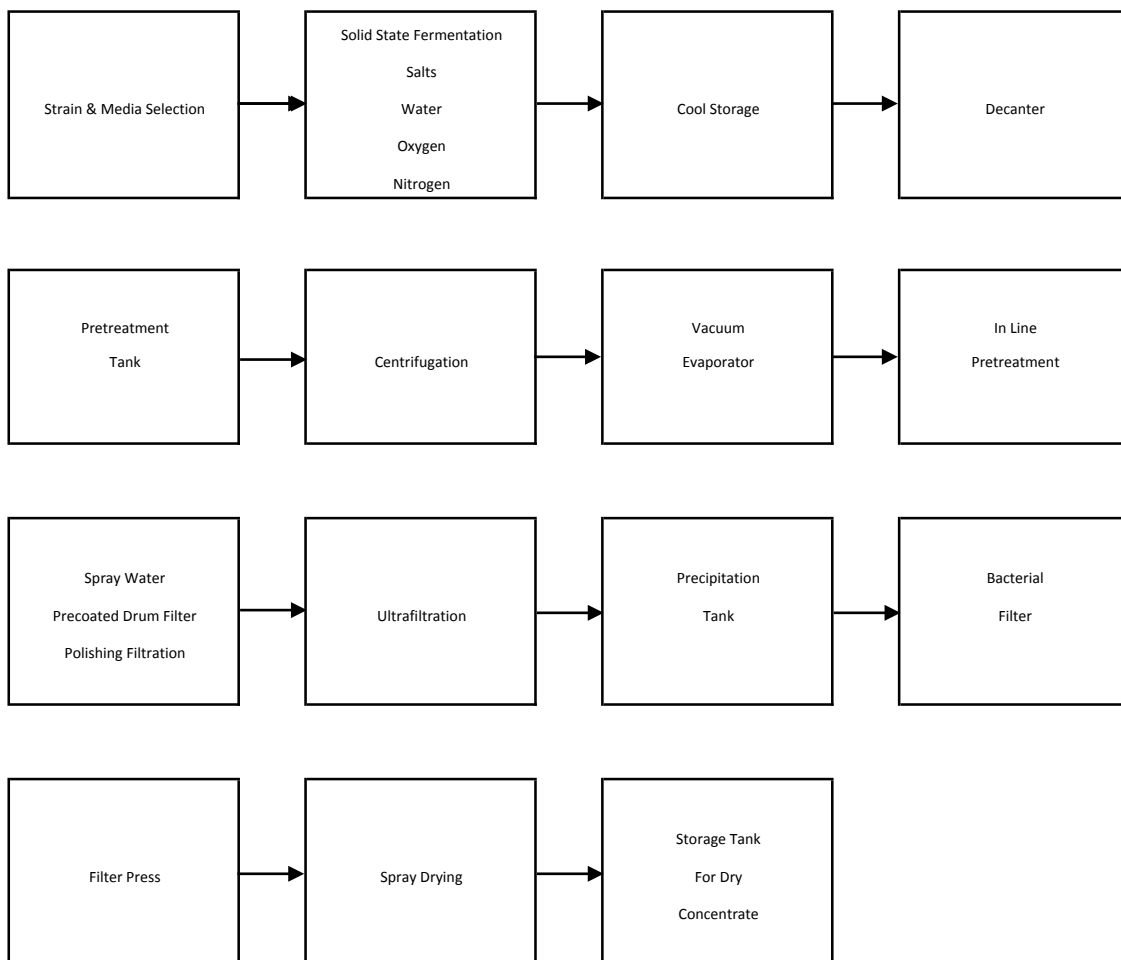 Strain & Media Selection
Solid State Fermentation
Salts
Water
Oxygen
Nitrogen
Cool Storage
Decanter
Pretreatment
Tank
Centrifugation
Vacuum
Evaporator
In Line
Pretreatment
Spray Water
Precoated Drum Filter
Polishing Filtration
Ultrafiltration
Precipitation
Tank
Bacterial
Filter
Filter Press
Spray Drying
Storage Tank
For Dry
Concentrate